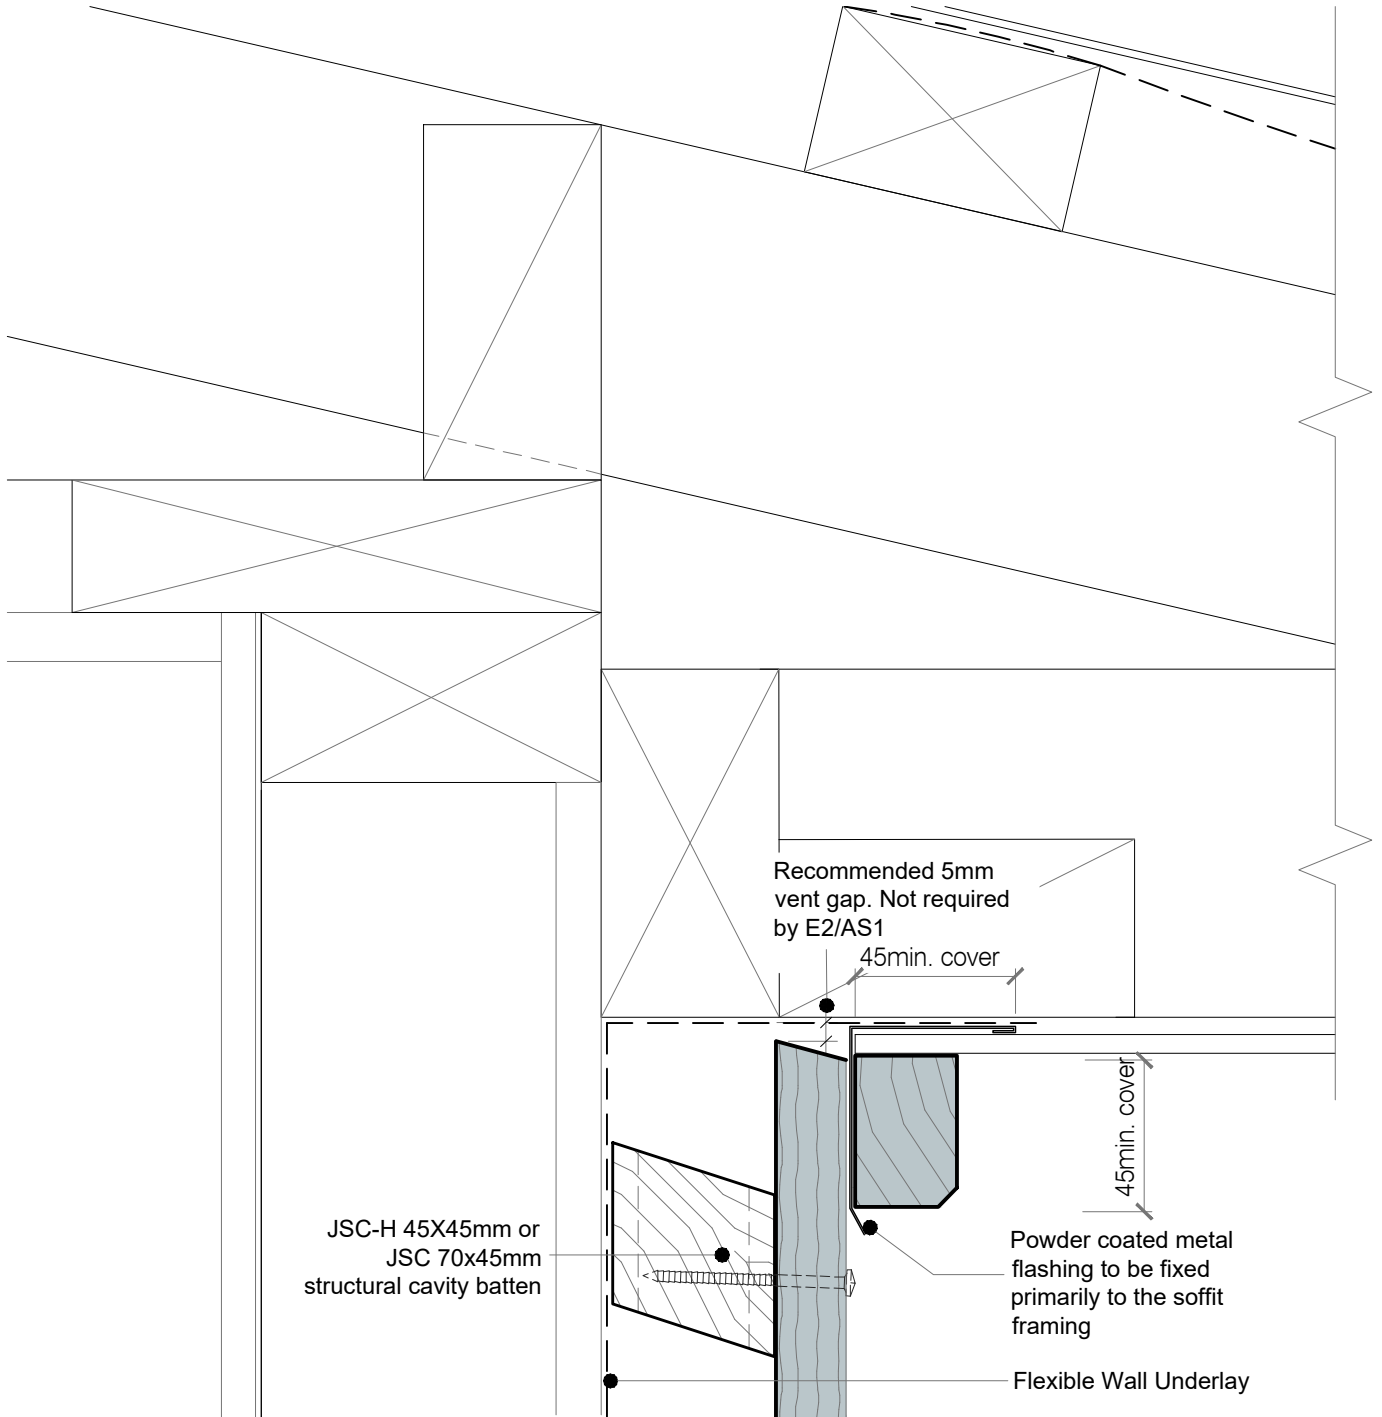 Recommended 5mm
vent gap. Not required
by E2/AS1
45min. cover
45min. cover
JSC-H 45X45mm or
JSC 70x45mm
structural cavity batten
Powder coated metal
flashing to be fixed
primarily to the soffit
framing
Flexible Wall Underlay